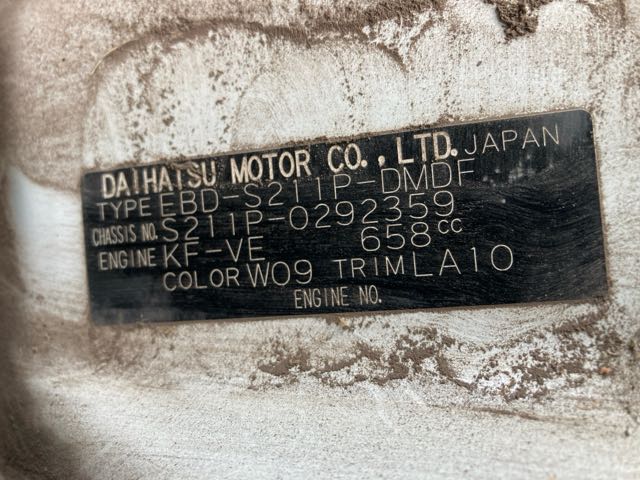 DAIHATSU MOTOR CO., LTD. JAPAN
TYPE EBD-S211P-DMDF
CHASSIS NO. S211P-0292359
ENGINE KF-VE 658CC
COLOR W09 TRIM LA10
ENGINE NO.